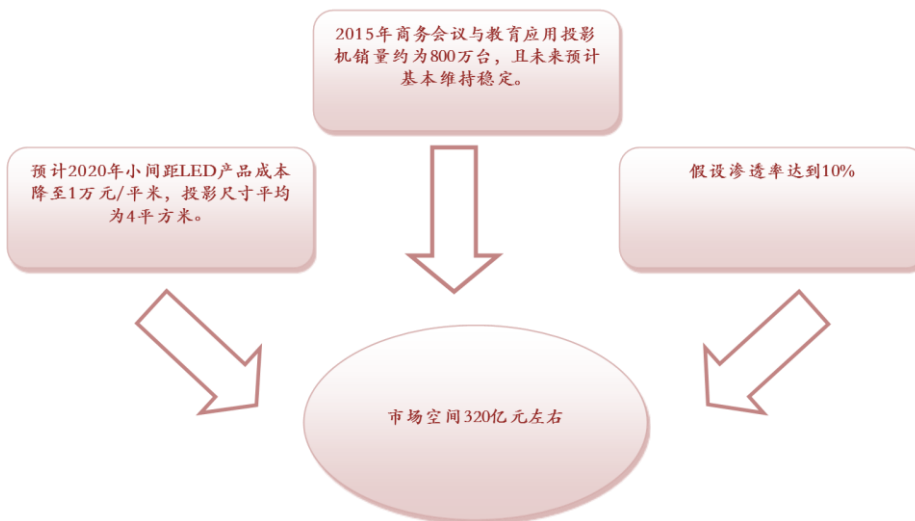 2015年商务会议与教育应用投影
机销量约为800万台，且未来预计
基本维持稳定。
预计2020年小间距LED产品成本
降至1万元/平米，投影尺寸平均
为4平方米。
假设渗透率达到10%
市场空间320亿元左右